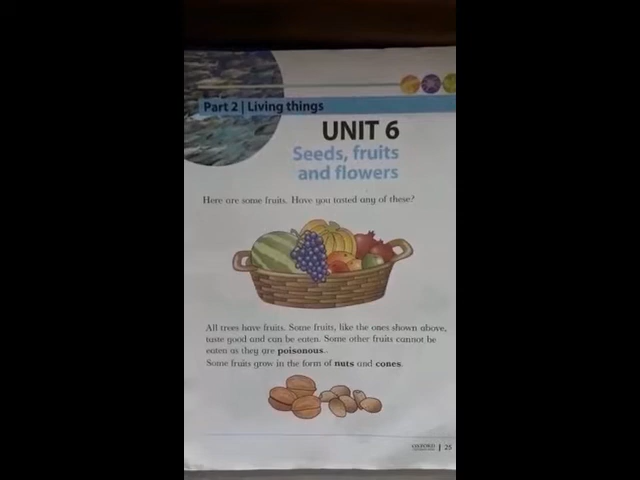 Part 2 | Living things
UNIT 6
Seeds, fruits
and flowers
Here are some fruits. Have you tasted any of these?
All trees have fruits. Some fruits, like the ones shown above,
taste good and can be eaten. Some other fruits cannot be
eaten as they are poisonous.
Some fruits grow in the form of nuts and cones.
OXFORD | 25